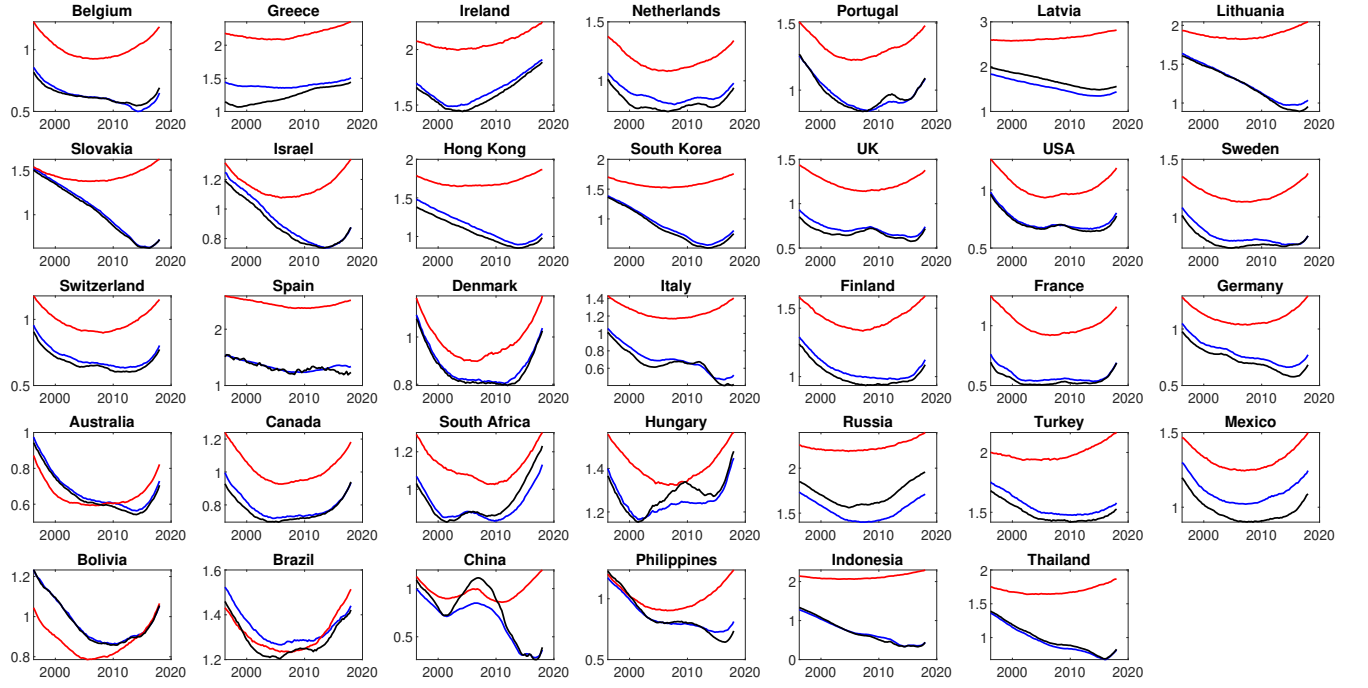 Belgium
1
0.5
2000 2010 2020
Greece
2
1.5
1
2000 2010 2020
Ireland
2
1.5
2000 2010 2020
Netherlands
1.5
1
2000 2010 2020
Portugal
1.5
1
2000 2010 2020
Latvia
3
2
1
2000 2010 2020
Lithuania
2
1.5
1
2000 2010 2020
Slovakia
1.5
1
2000 2010 2020
Israel
1.2
1
0.8
2000 2010 2020
Hong Kong
2
1.5
1
2000 2010 2020
South Korea
2
1.5
1
2000 2010 2020
UK
1.5
1
0.5
2000 2010 2020
USA
1
0.5
2000 2010 2020
Sweden
1.5
1
2000 2010 2020
Switzerland
1
0.5
2000 2010 2020
Spain
2
1
2000 2010 2020
Denmark
1
0.8
2000 2010 2020
Italy
1.4
1.2
1
0.8
0.6
2000 2010 2020
Finland
1.5
1
2000 2010 2020
France
1
0.5
2000 2010 2020
Germany
1
0.5
2000 2010 2020
Australia
1
0.8
0.6
2000 2010 2020
Canada
1.2
1
0.8
2000 2010 2020
South Africa
1.2
1
2000 2010 2020
Hungary
1.4
1.2
2000 2010 2020
Russia
2
1.5
2000 2010 2020
Turkey
2
1.5
2000 2010 2020
Mexico
1.5
1
2000 2010 2020
Bolivia
1.2
1
0.8
2000 2010 2020
Brazil
1.6
1.4
1.2
2000 2010 2020
China
1
0.5
2000 2010 2020
Philippines
1
0.5
2000 2010 2020
Indonesia
2
1
0
2000 2010 2020
Thailand
2
1.5
1
2000 2010 2020